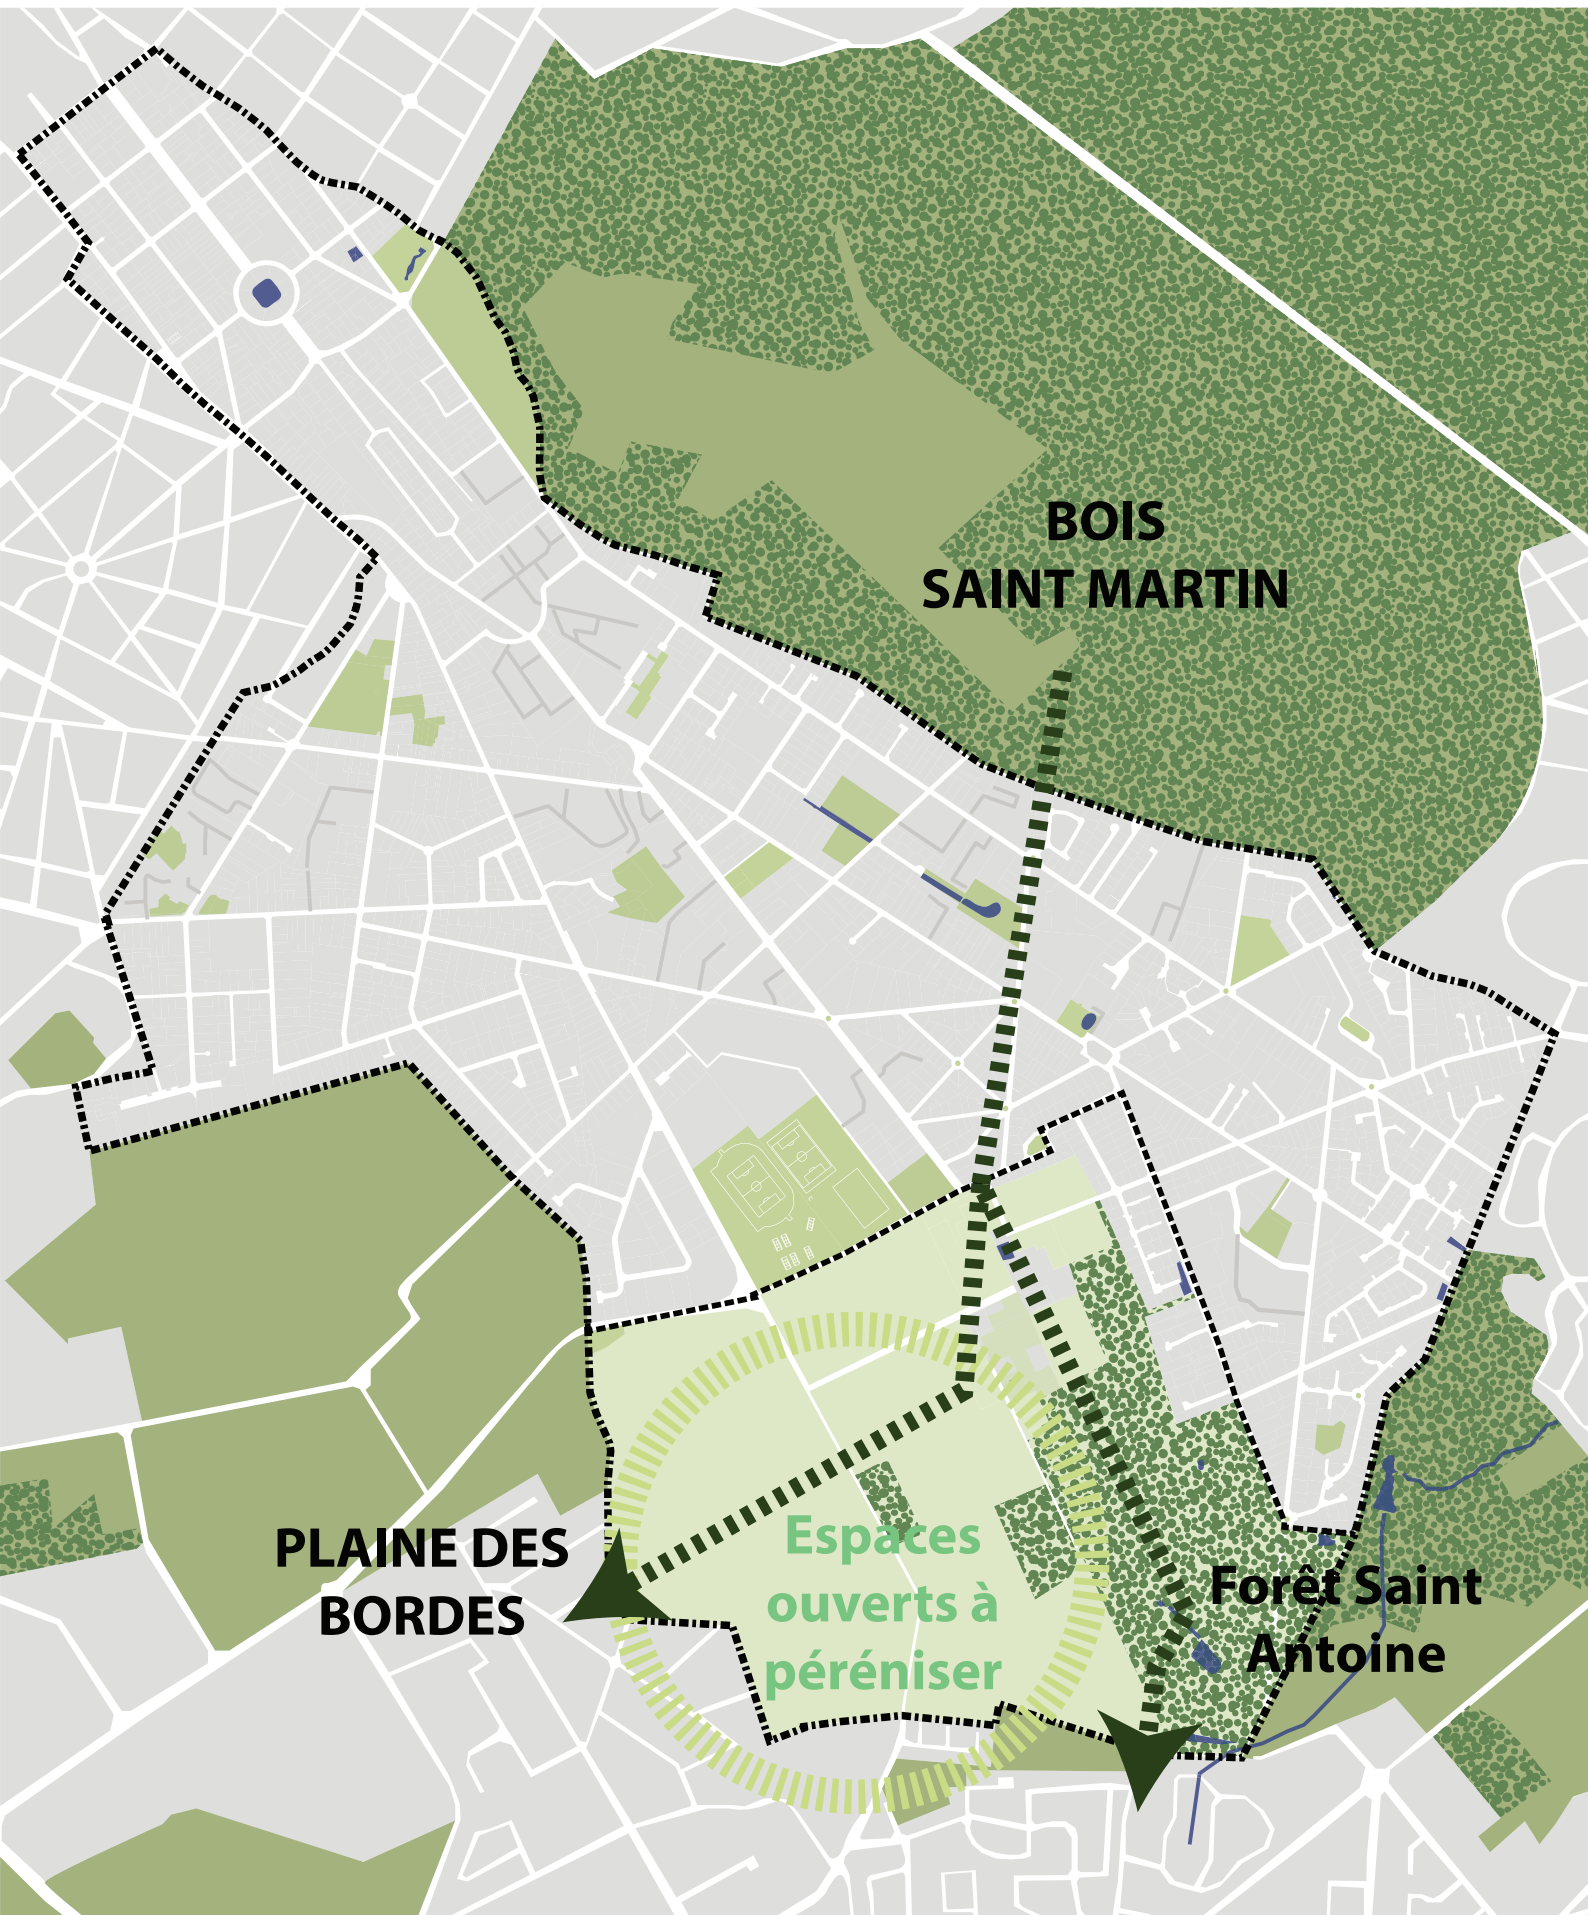 BOIS
SAINT MARTIN
PLAINE DES
BORDES
Espaces
ouverts à
péréniser
Forêt Saint
Antoine